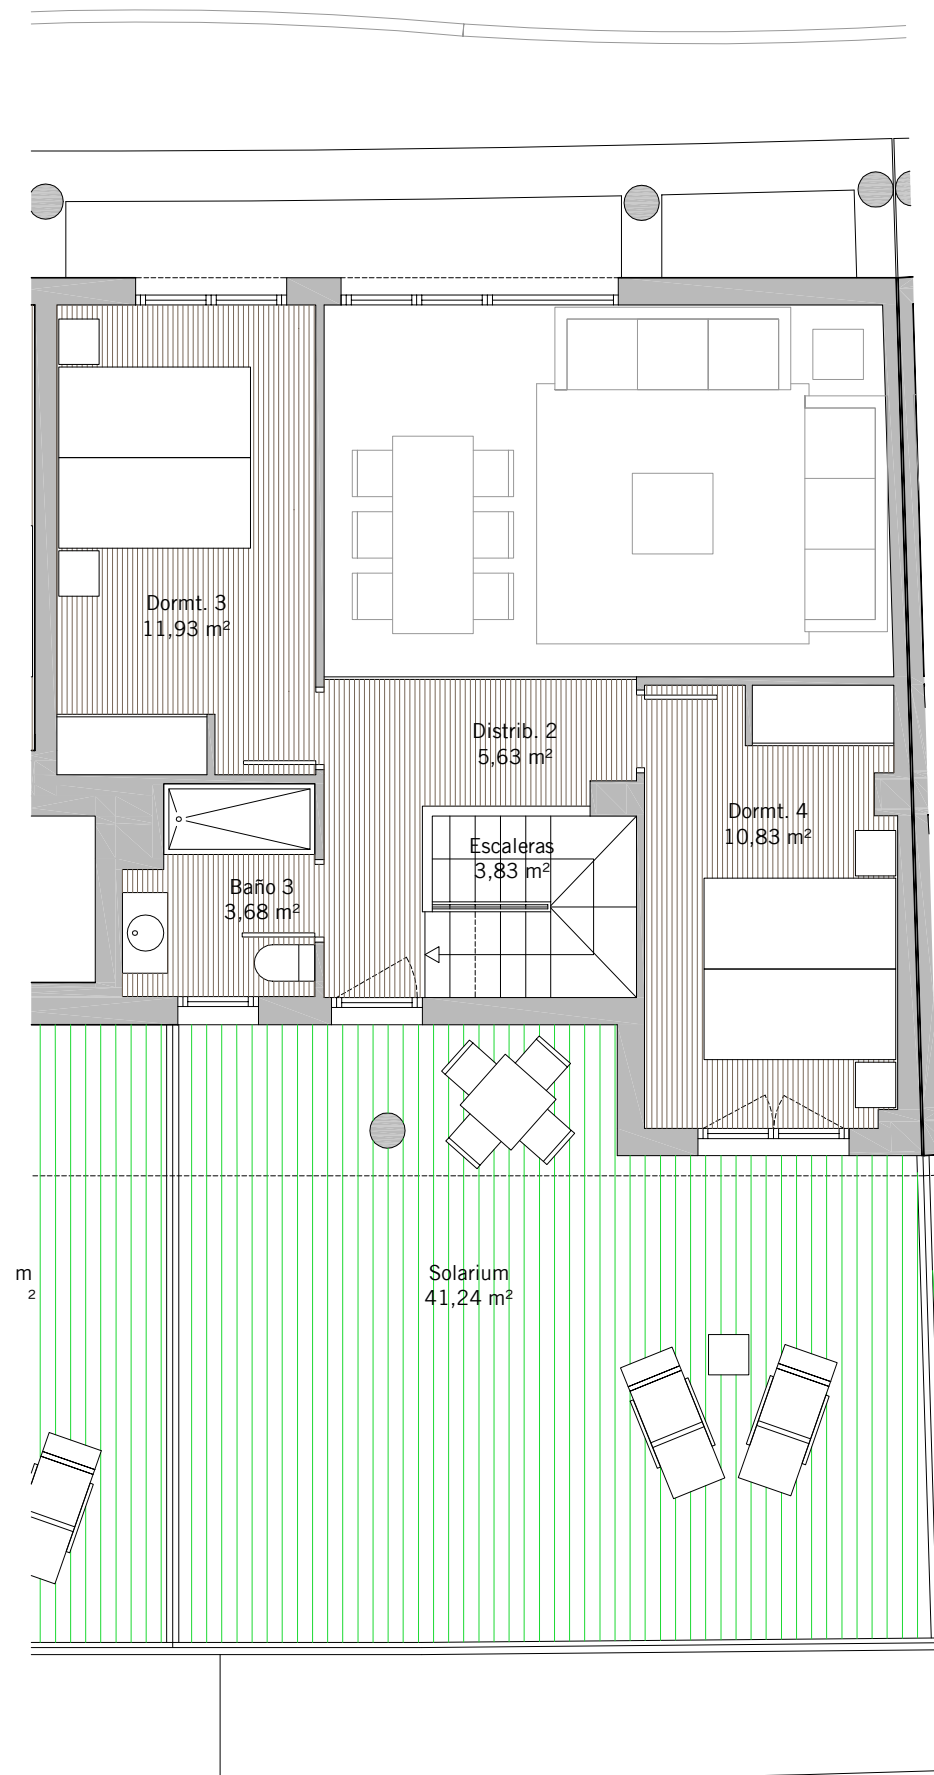 Dormt. 3
11,93 m²
Distrib. 2
5,63 m²
Dormt. 4
10,83 m²
Escaleras
3,83 m²
Baño 3
3,68 m²
m
²
Solarium
41,24 m²